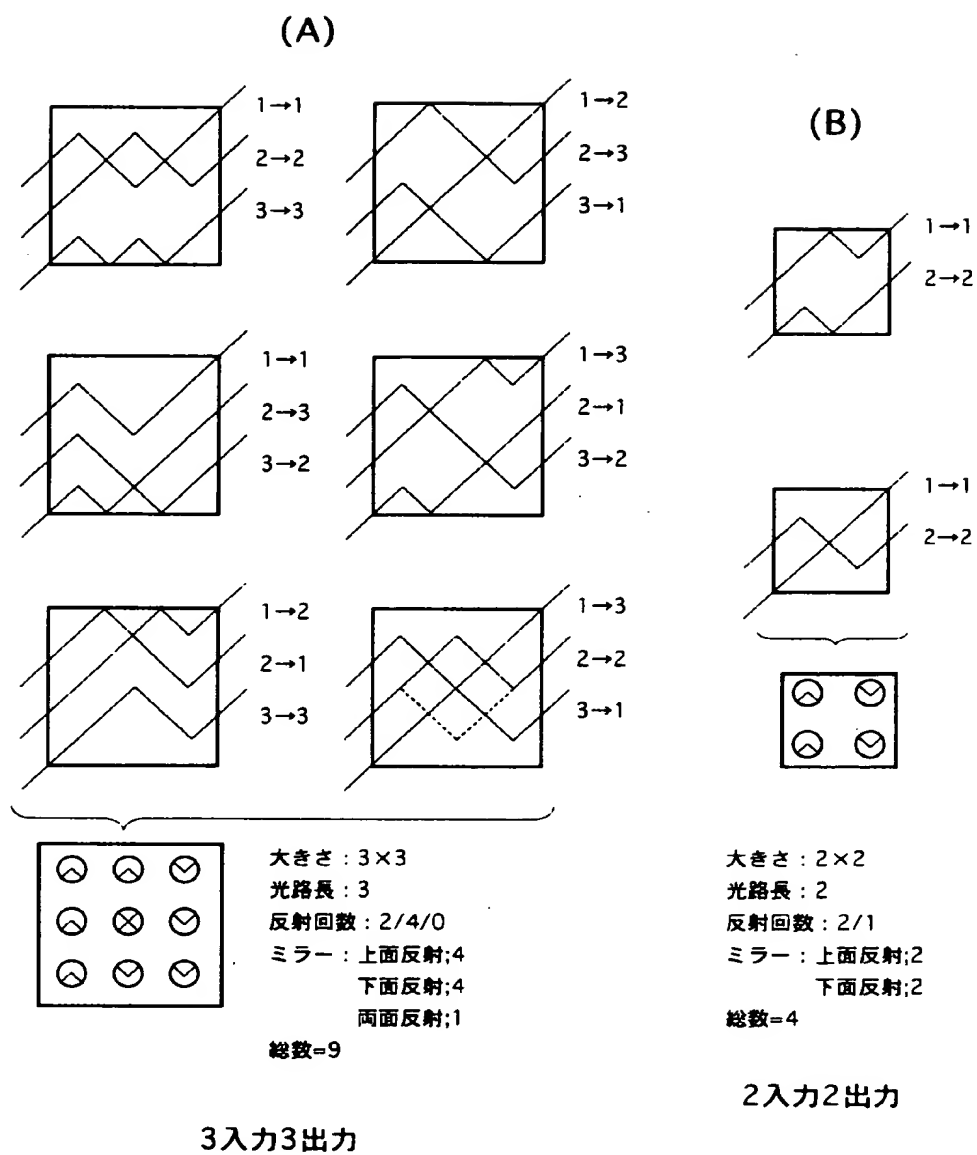 (A)
1→1
2→2
3→3
1→2
2→3
3→1
1→1
2→3
3→2
1→3
2→1
3→2
1→2
2→1
3→3
1→3
2→2
3→1
大きさ：3×3
光路長：3
反射回数：2/4/0
ミラー：上面反射;4
下面反射;4
両面反射;1
総数=9
3入力3出力
(B)
1→1
2→2
1→1
2→2
大きさ：2×2
光路長：2
反射回数：2/1
ミラー：上面反射;2
下面反射;2
総数=4
2入力2出力